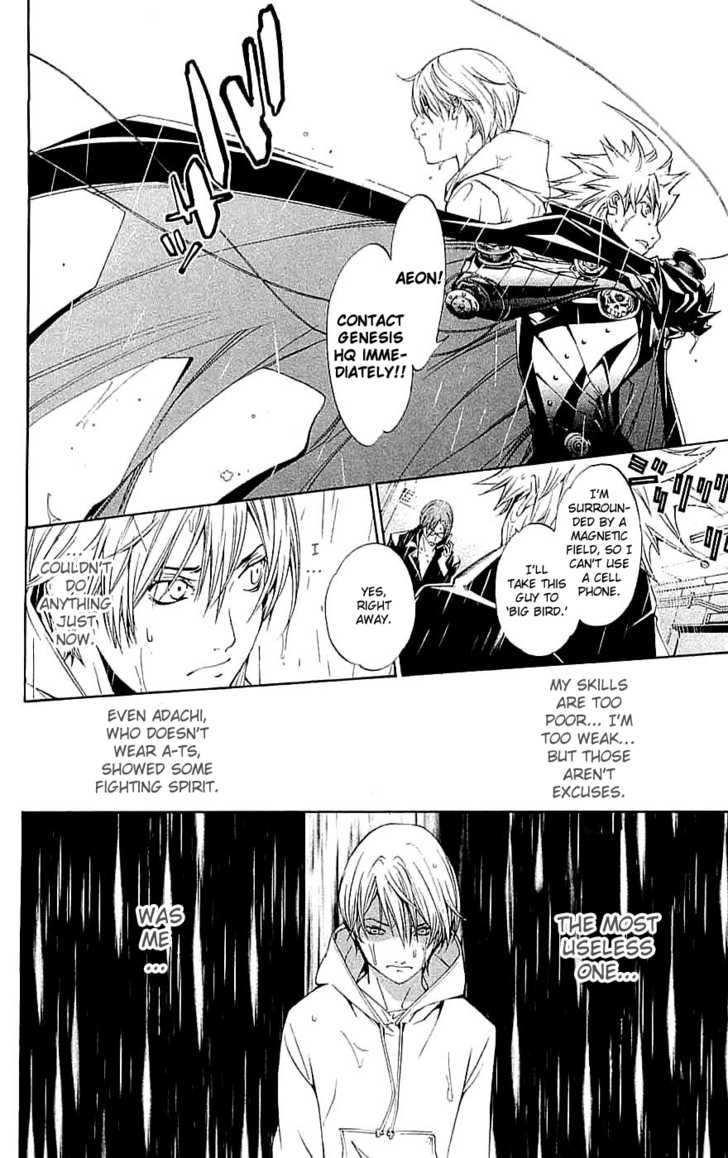 AEON!
CONTACT
GENESIS
HQ IMME-
DIATELY!!
I'M
SURROUN-
DED BY A
MAGNETIC
FIELD, SO I
CAN'T USE
A CELL
PHONE.
I'LL
TAKE THIS
GUY TO
'BIG BIRD.'
YES,
RIGHT
AWAY.
I
...
...
COULDN'T
DO
ANYTHING
JUST
NOW.
MY SKILLS
ARE TOO
POOR... I'M
TOO WEAK...
BUT THOSE
AREN'T
EXCUSES.
EVEN ADACHI,
WHO DOESN'T
WEAR A-TS,
SHOWED SOME
FIGHTING SPIRIT.
THE MOST
USELESS
ONE...
WAS
ME
...